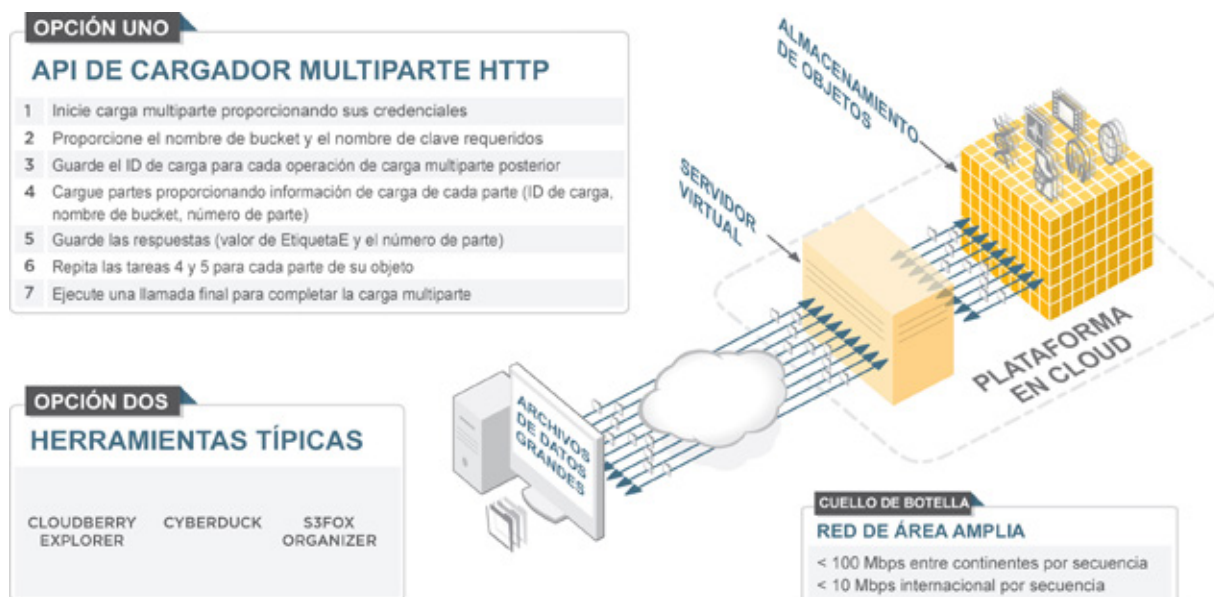 OPCIÓN UNO
API DE CARGADOR MULTIPARTE HTTP
1 Inicie carga multiparte proporcionando sus credenciales
2 Proporcione el nombre de bucket y el nombre de clave requeridos
3 Guarde el ID de carga para cada operación de carga multiparte posterior
4 Cargue partes proporcionando información de carga de cada parte (ID de carga,
nombre de bucket, número de parte)
5 Guarde las respuestas (valor de EtiquetaE y el número de parte)
6 Repita las tareas 4 y 5 para cada parte de su objeto
7 Ejecute una llamada final para completar la carga multiparte
ALMACENAMIENTO
DE OBJETOS
SERVIDOR
VIRTUAL
PLATAFORMA
EN CLOUD
ARCHIVOS
DE DATOS
GRANDES
OPCIÓN DOS
HERRAMIENTAS TÍPICAS
CLOUDBERRY
EXPLORER
CYBERDUCK
S3FOX
ORGANIZER
CUELLO DE BOTELLA
RED DE ÁREA AMPLIA
< 100 Mbps entre continentes por secuencia
< 10 Mbps internacional por secuencia